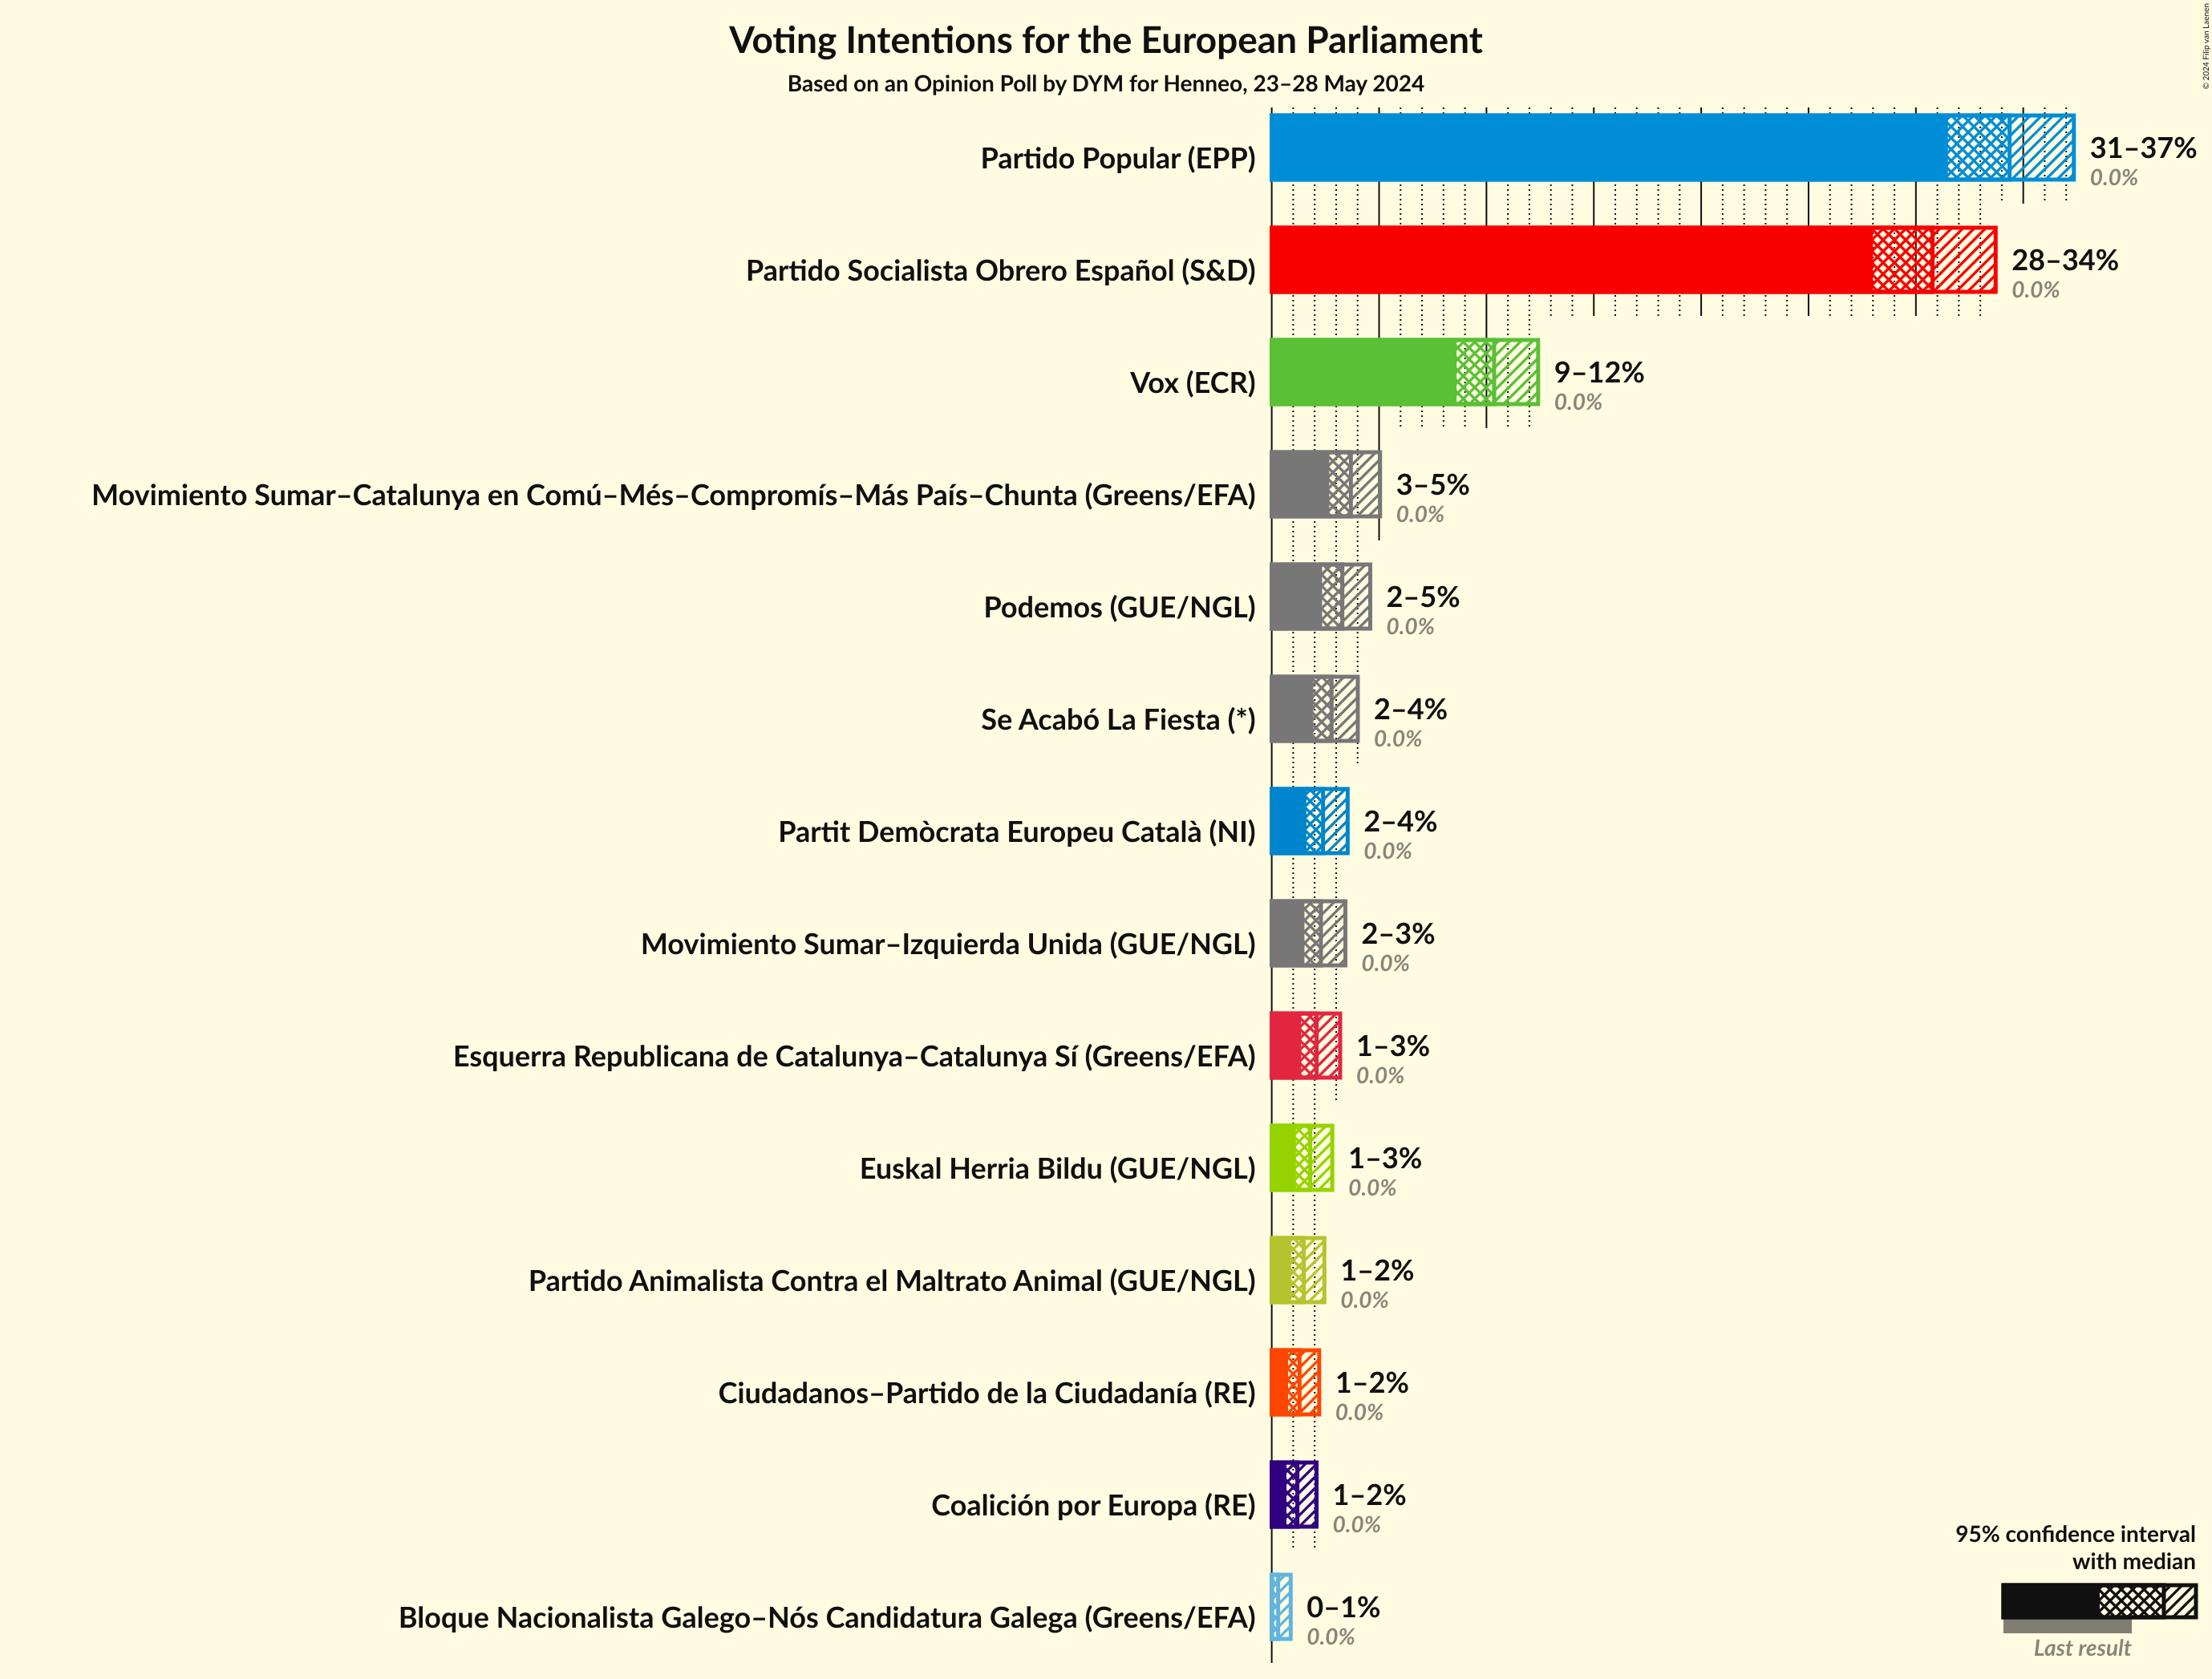 © 2024 Filip van Laenen
Voting Intentions for the European Parliament
Based on an Opinion Poll by DYM for Henneo, 23–28 May 2024
Partido Popular (EPP)
31–37%
0.0%
Partido Socialista Obrero Español (S&D)
28–34%
0.0%
Vox (ECR)
9–12%
0.0%
Movimiento Sumar–Catalunya en Comú–Més–Compromís–Más País–Chunta (Greens/EFA)
3–5%
0.0%
Podemos (GUE/NGL)
2–5%
0.0%
Se Acabó La Fiesta (*)
2–4%
0.0%
Partit Demòcrata Europeu Català (NI)
2–4%
0.0%
Movimiento Sumar–Izquierda Unida (GUE/NGL)
2–3%
0.0%
Esquerra Republicana de Catalunya–Catalunya Sí (Greens/EFA)
1–3%
0.0%
Euskal Herria Bildu (GUE/NGL)
1–3%
0.0%
Partido Animalista Contra el Maltrato Animal (GUE/NGL)
1–2%
0.0%
Ciudadanos–Partido de la Ciudadanía (RE)
1–2%
0.0%
Coalición por Europa (RE)
1–2%
0.0%
Bloque Nacionalista Galego–Nós Candidatura Galega (Greens/EFA)
0–1%
0.0%
95% confidence interval
with median
Last result